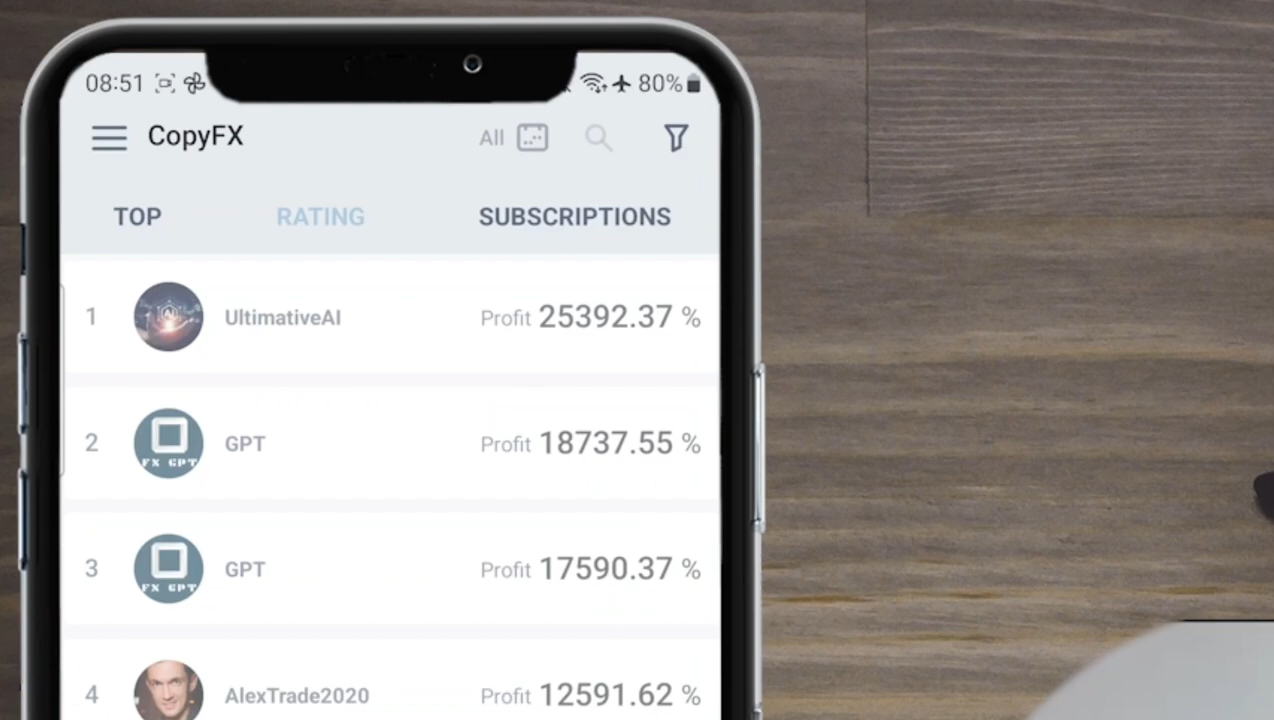 08:51 80%
CopyFX All
TOP RATING SUBSCRIPTIONS
1 UltimativeAI Profit 25392.37 %
AI
2 GPT Profit 18737.55 %
FX GPT
3 GPT Profit 17590.37 %
FX GPT
4 AlexTrade2020 Profit 12591.62 %